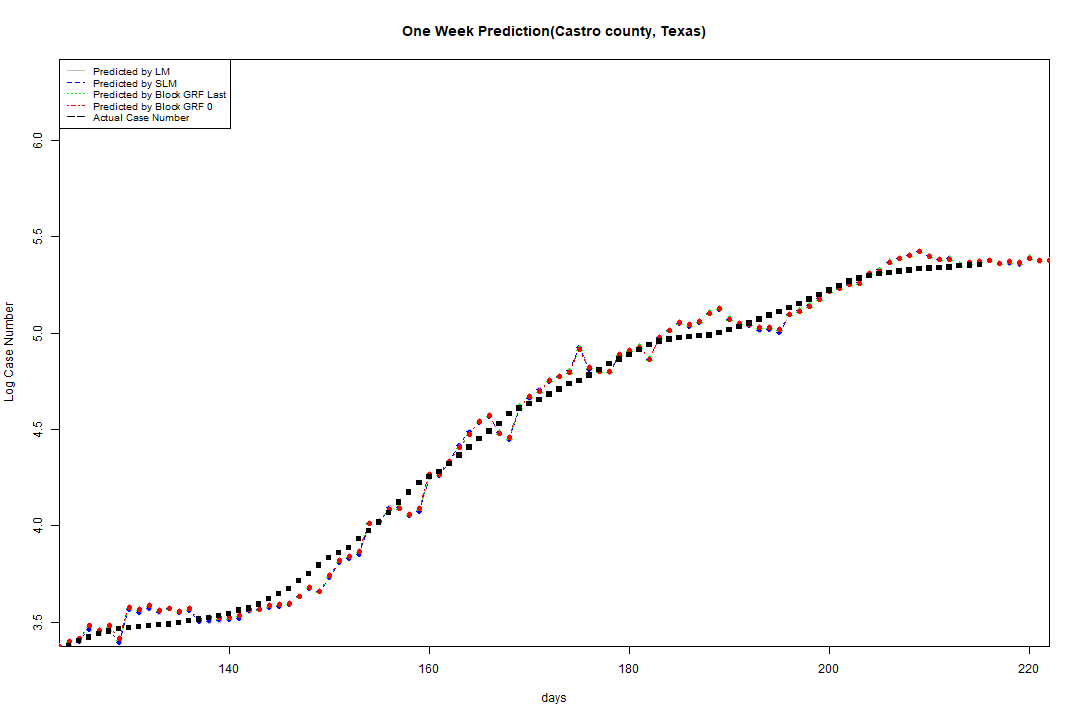 One Week Prediction(Castro county, Texas)
Predicted by LM
Predicted by SLM
Predicted by Block GRF Last
Predicted by Block GRF 0
Actual Case Number
6.0
5.5
5.0
4.5
4.0
3.5
Log Case Number
140 160 180 200 220
days